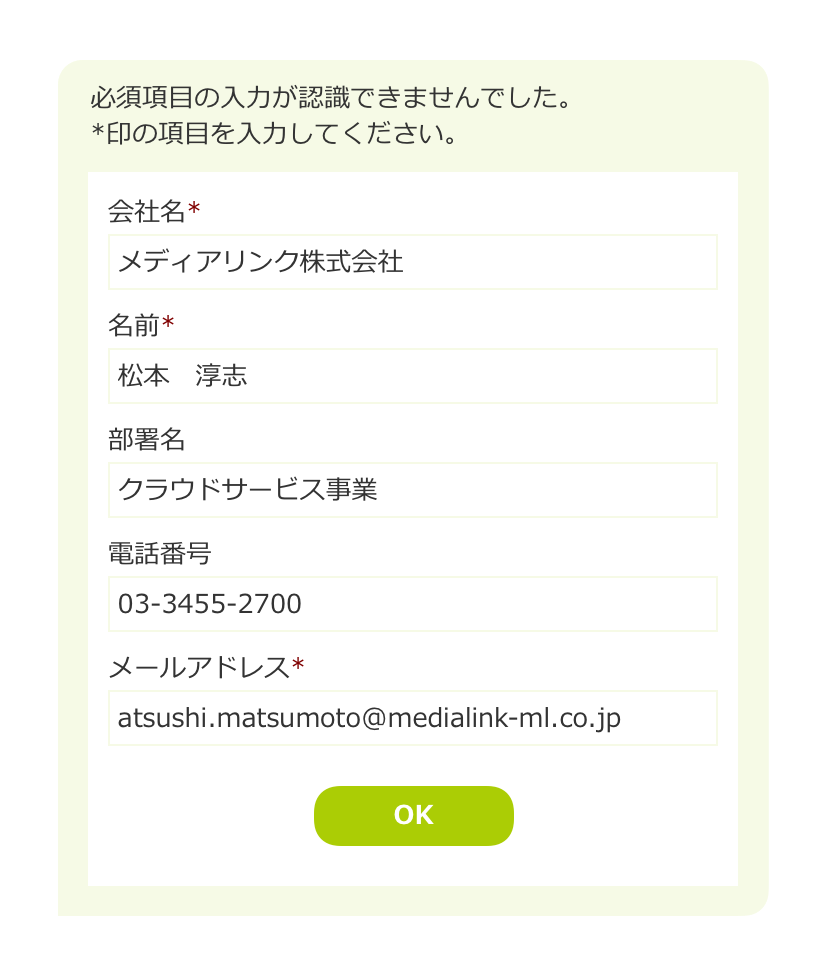 必須項目の入力が認識できませんでした。
*印の項目を入力してください。
会社名*
メディアリンク株式会社
名前*
松本　淳志
部署名
クラウドサービス事業
電話番号
03-3455-2700
メールアドレス*
atsushi.matsumoto@medialink-ml.co.jp
OK